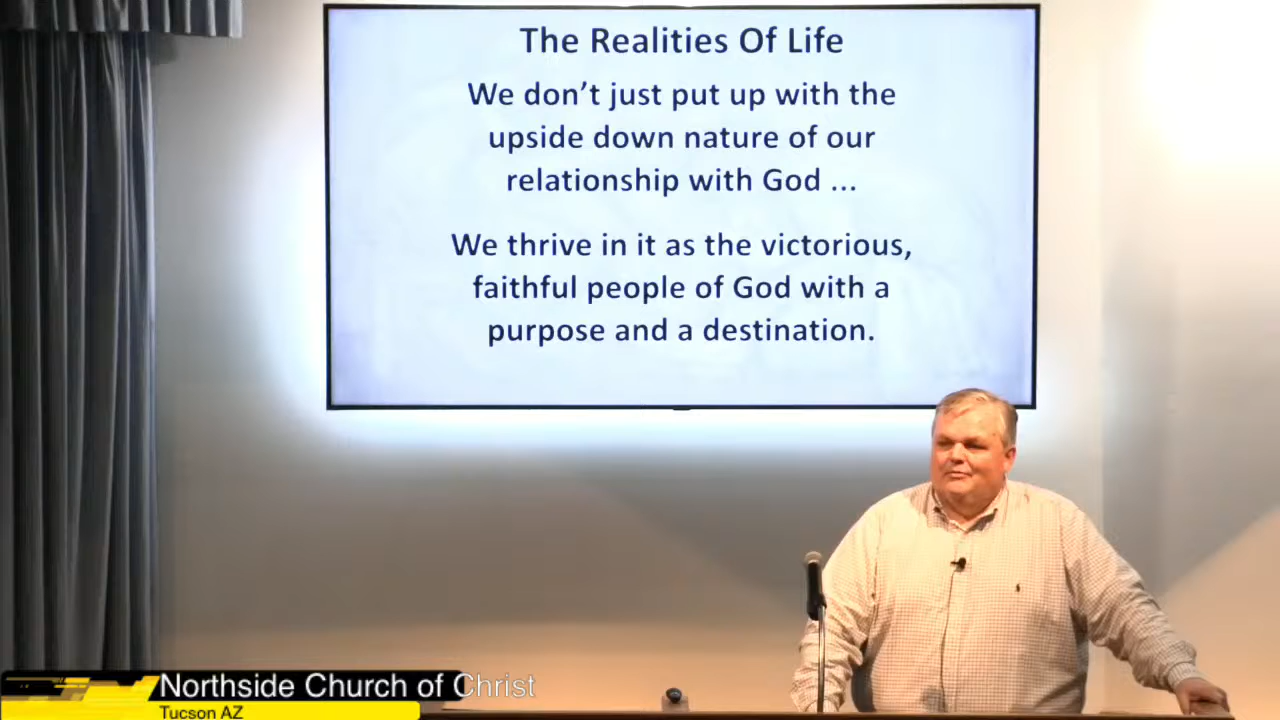 The Realities Of Life
We don't just put up with the
upside down nature of our
relationship with God ...
We thrive in it as the victorious,
faithful people of God with a
purpose and a destination.
Northside Church of Christ
Tucson AZ